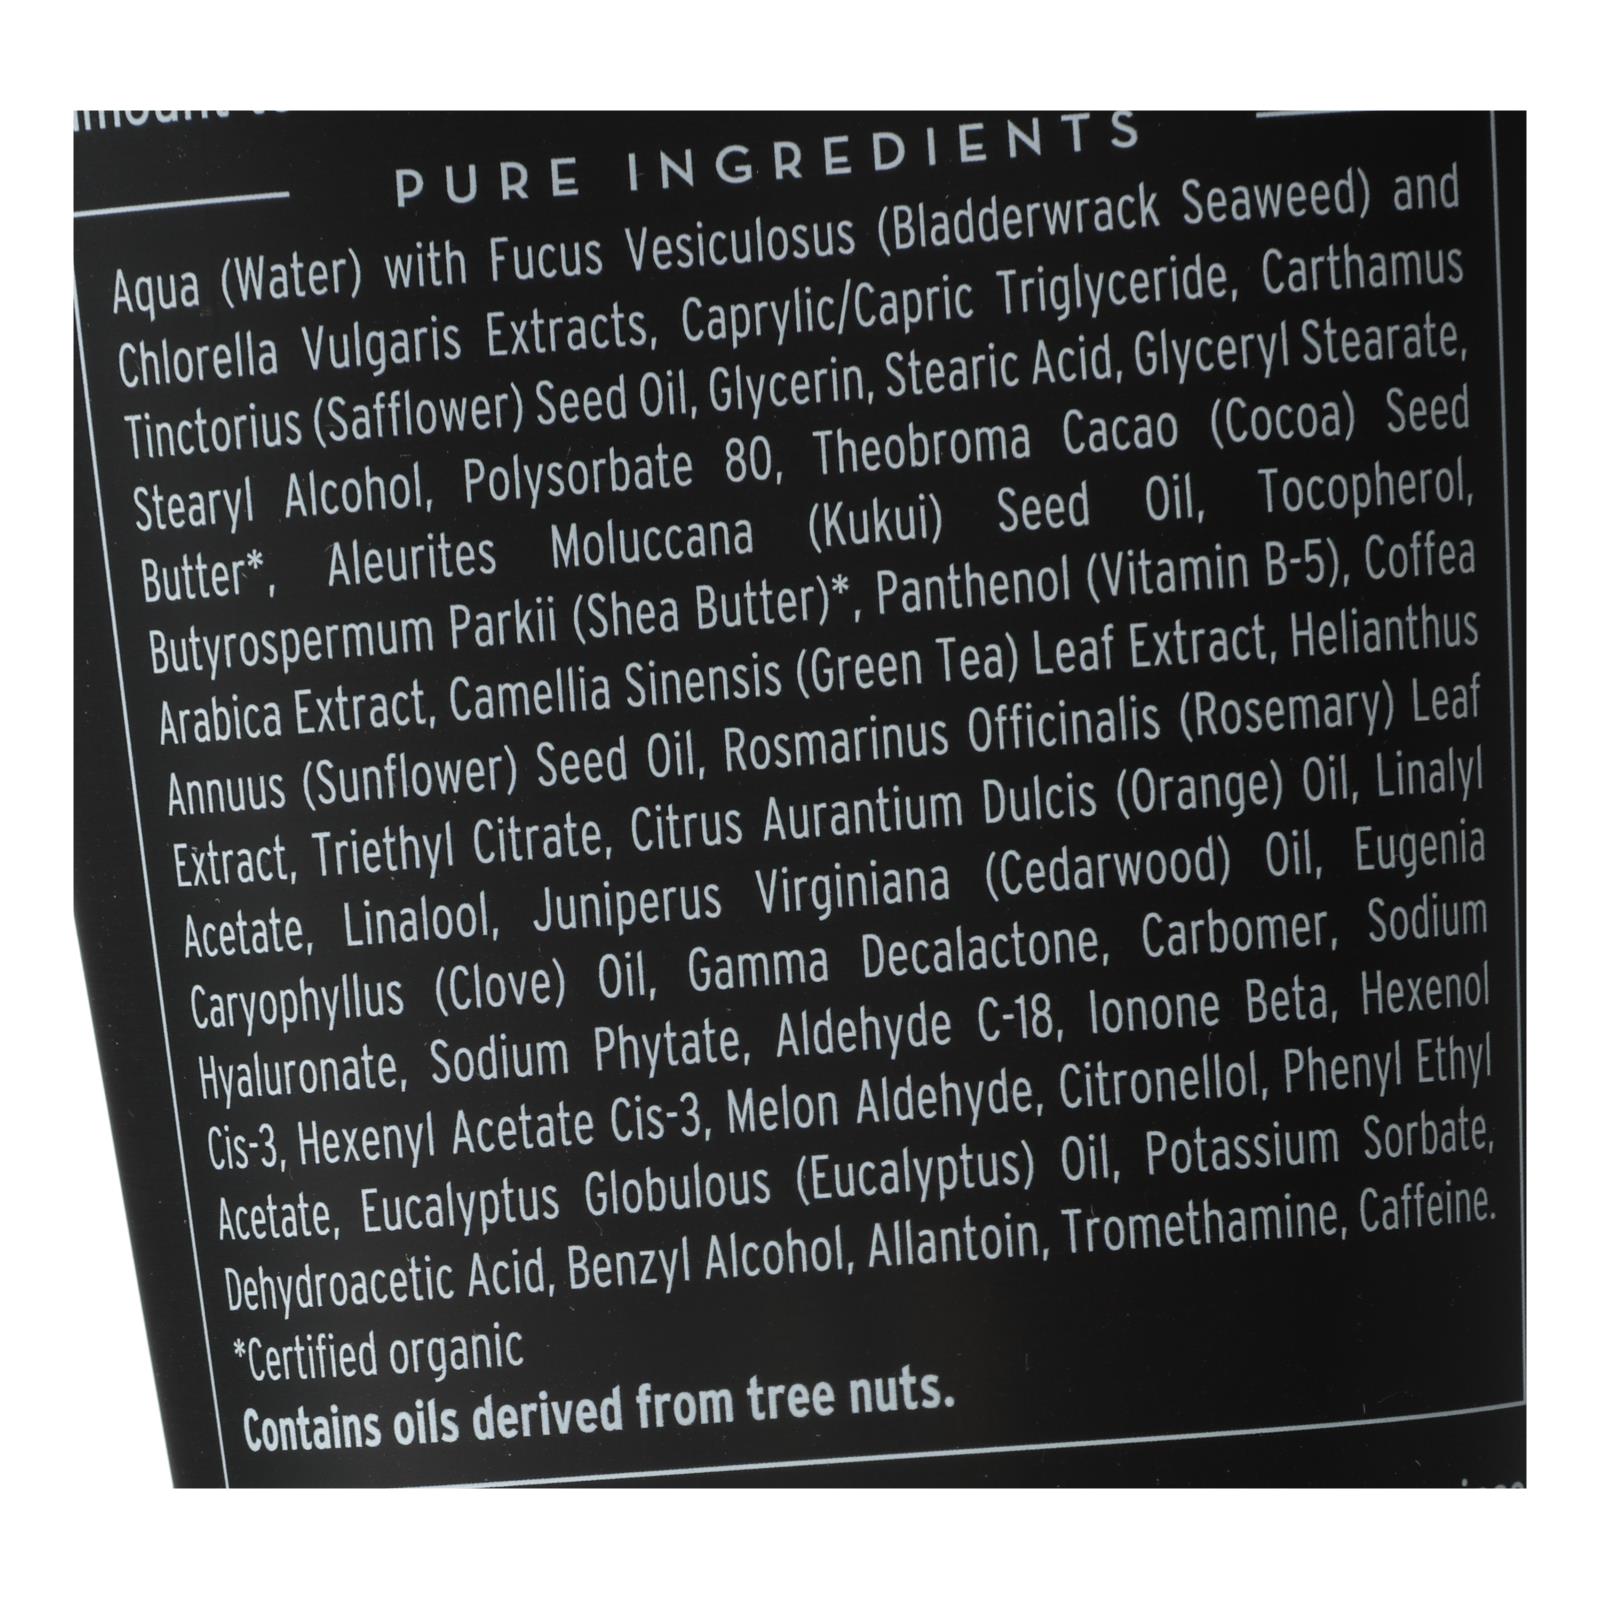 PURE INGREDIENTS
Aqua (Water) with Fucus Vesiculosus (Bladderwrack Seaweed) and
Chlorella Vulgaris Extracts, Caprylic/Capric Triglyceride, Carthamus
Tinctorius (Safflower) Seed Oil, Glycerin, Stearic Acid, Glyceryl Stearate,
Stearyl Alcohol, Polysorbate 80, Theobroma Cacao (Cocoa) Seed
Butter*, Aleurites Moluccana (Kukui) Seed Oil, Tocopherol,
Butyrospermum Parkii (Shea Butter)*, Panthenol (Vitamin B-5), Coffea
Arabica Extract, Camellia Sinensis (Green Tea) Leaf Extract, Helianthus
Annuus (Sunflower) Seed Oil, Rosmarinus Officinalis (Rosemary) Leaf
Extract, Triethyl Citrate, Citrus Aurantium Dulcis (Orange) Oil, Linalyl
Acetate, Linalool, Juniperus Virginiana (Cedarwood) Oil, Eugenia
Caryophyllus (Clove) Oil, Gamma Decalactone, Carbomer, Sodium
Hyaluronate, Sodium Phytate, Aldehyde C-18, Ionone Beta, Hexenol
Cis-3, Hexenyl Acetate Cis-3, Melon Aldehyde, Citronellol, Phenyl Ethyl
Acetate, Eucalyptus Globulous (Eucalyptus) Oil, Potassium Sorbate,
Dehydroacetic Acid, Benzyl Alcohol, Allantoin, Tromethamine, Caffeine.
*Certified organic
Contains oils derived from tree nuts.